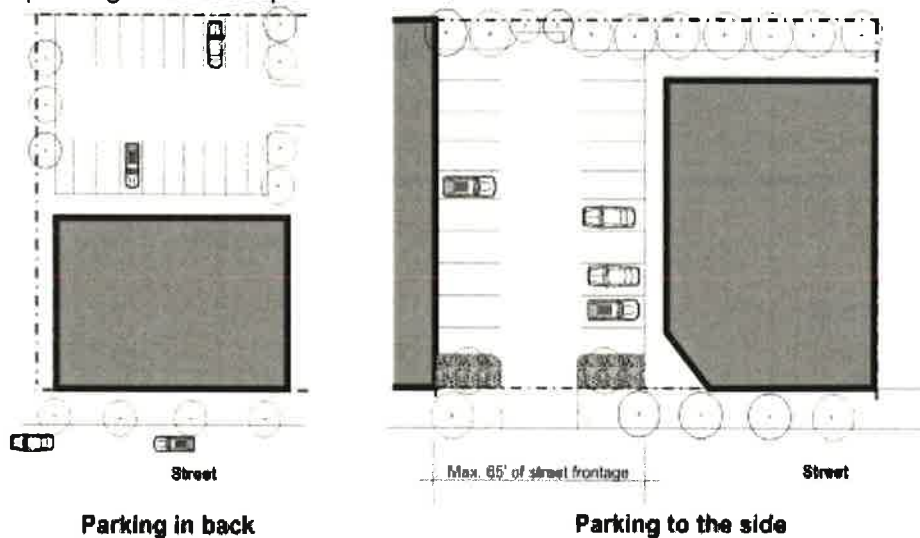 Street
Max. 65' of street frontage
Street
Parking in back
Parking to the side